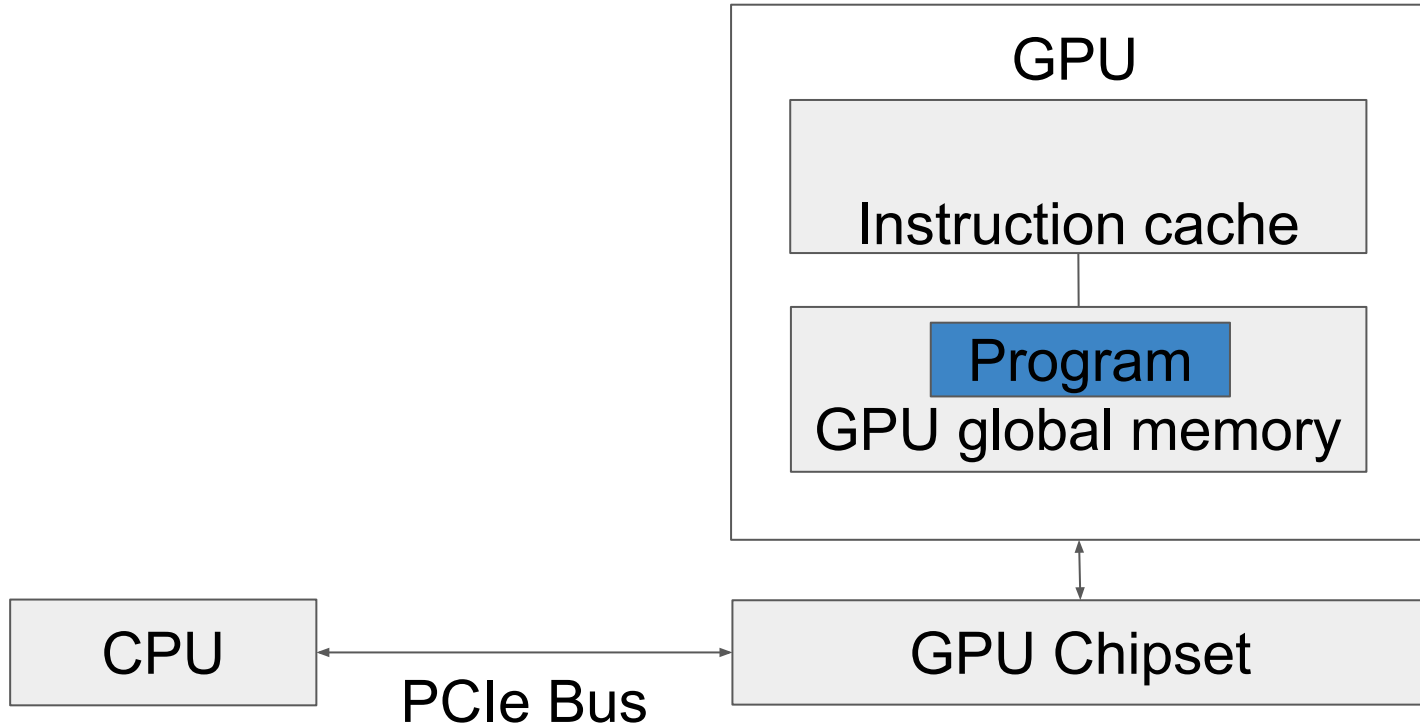 GPU
Instruction cache
Program
GPU global memory
CPU
PCIe Bus
GPU Chipset